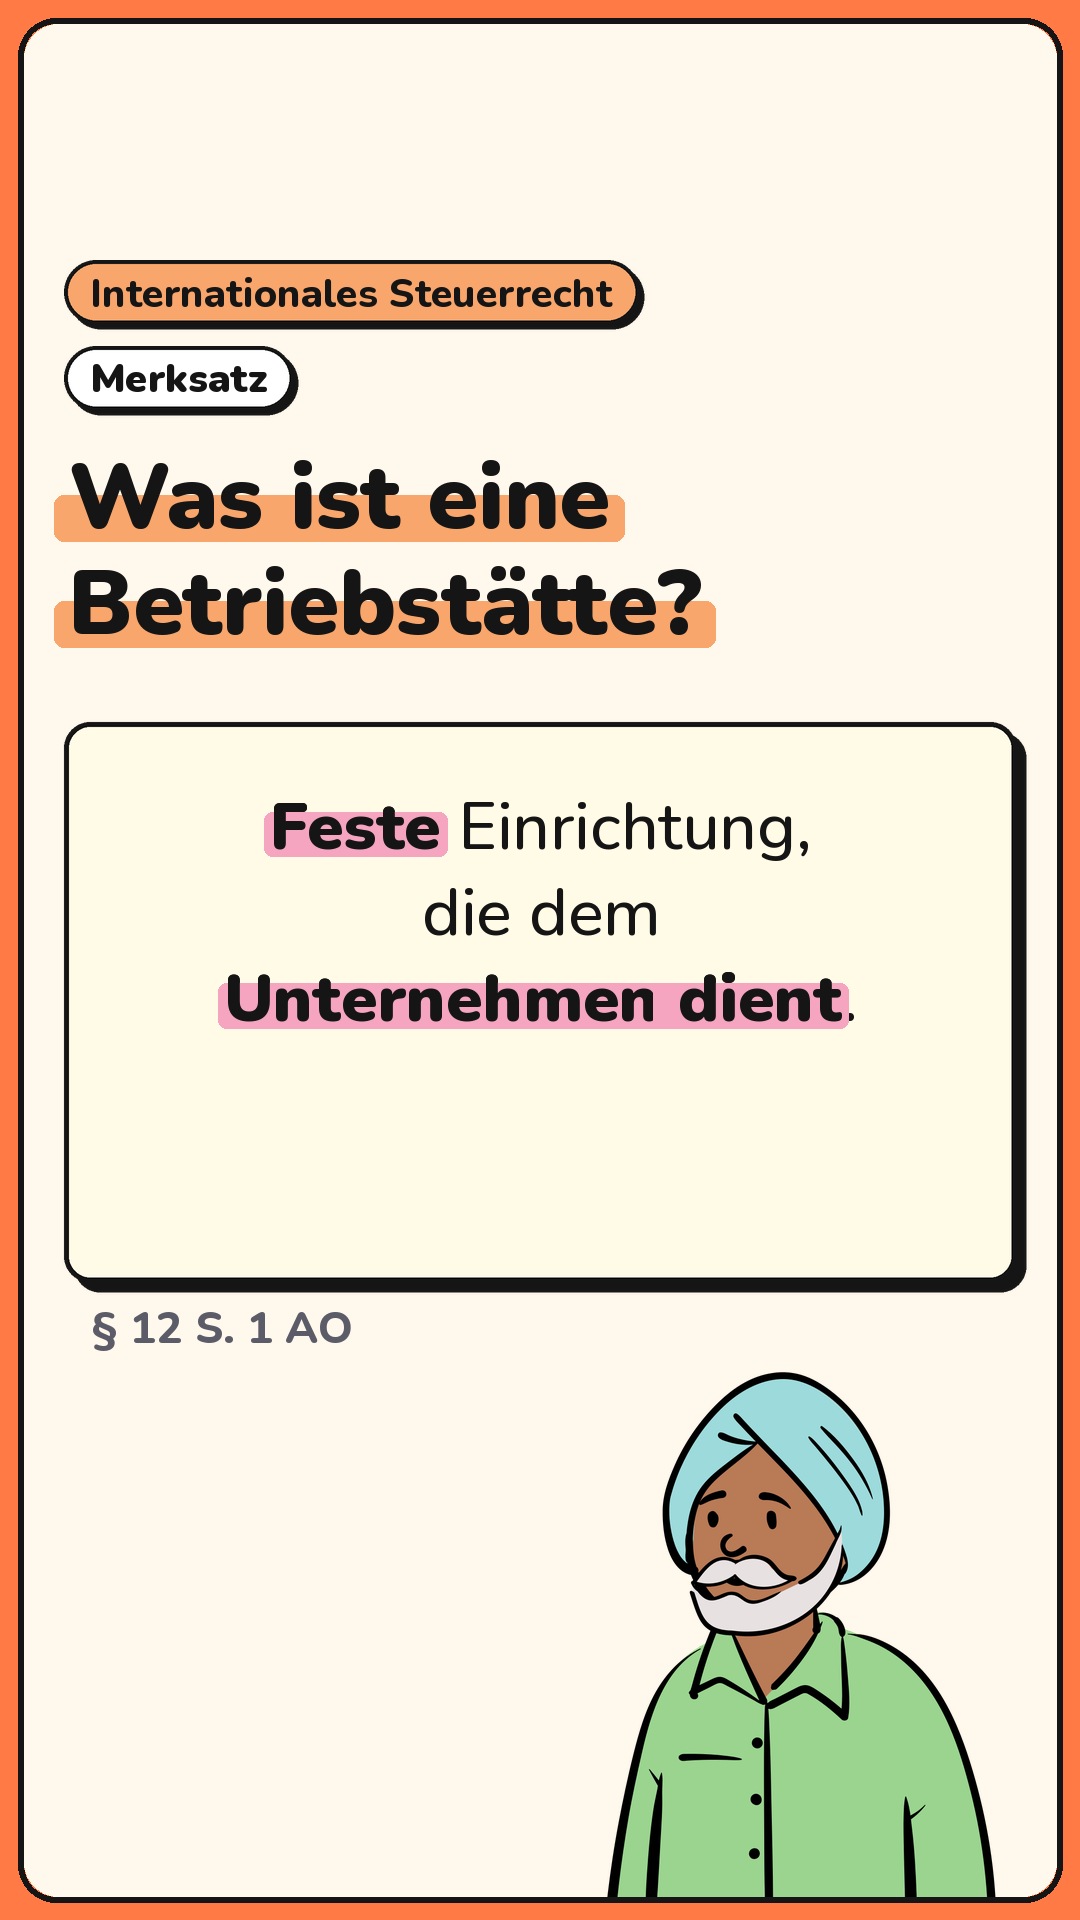 Internationales Steuerrecht
Merksatz
Was ist eine
Betriebstätte?
Feste Einrichtung,
die dem
Unternehmen dient.
§ 12 S. 1 AO